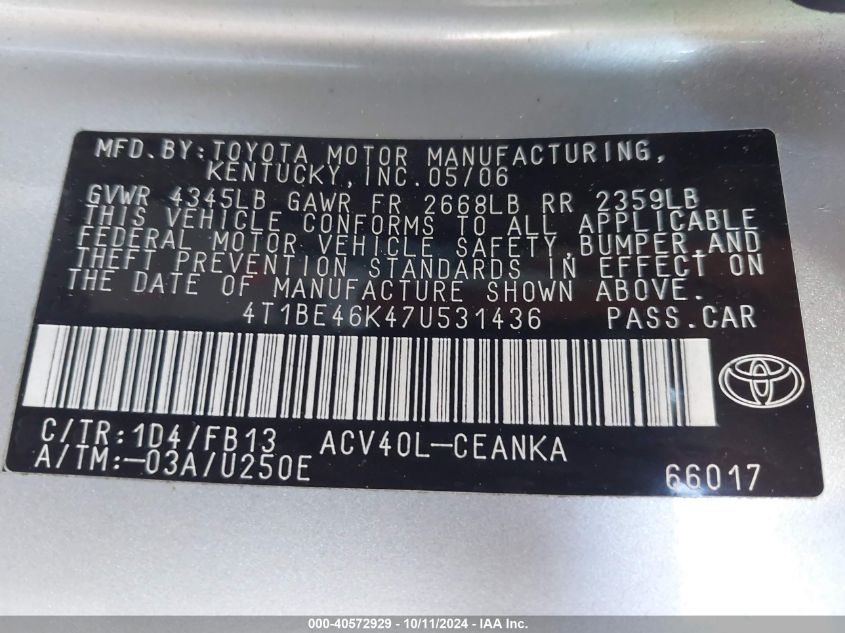 MFD.BY:TOYOTA MOTOR MANUFACTURING,
KENTUCKY,INC.05/06
GVWR 4345LB GAWR FR 2668LB RR 2359LB
THIS VEHICLE CONFORMS TO ALL APPLICABLE
FEDERAL MOTOR VEHICLE SAFETY,BUMPER,AND
THEFT PREVENTION STANDARDS IN EFFECT ON
THE DATE OF MANUFACTURE SHOWN ABOVE.
4T1BE46K47U531436 PASS.CAR
C/TR:1D4/FB13 ACV40L-CEANKA
A/TM:-03A/U250E 66017
000-40572929 - 10/11/2024 - IAA Inc.